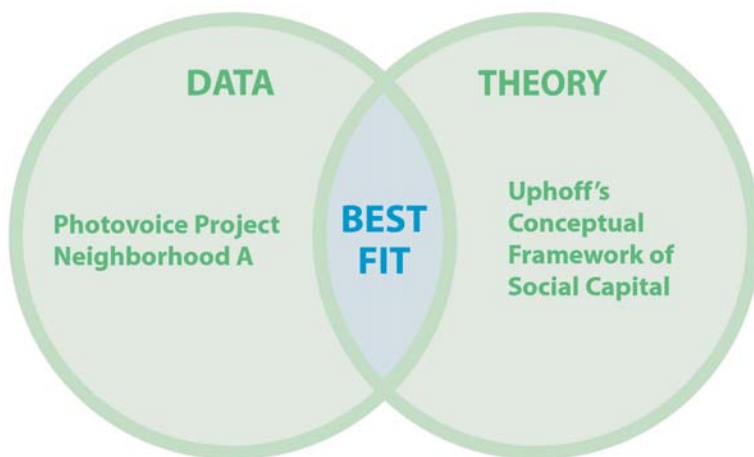 DATA
THEORY
Photovoice Project
Neighborhood A
BEST
FIT
Uphoff’s
Conceptual
Framework of
Social Capital